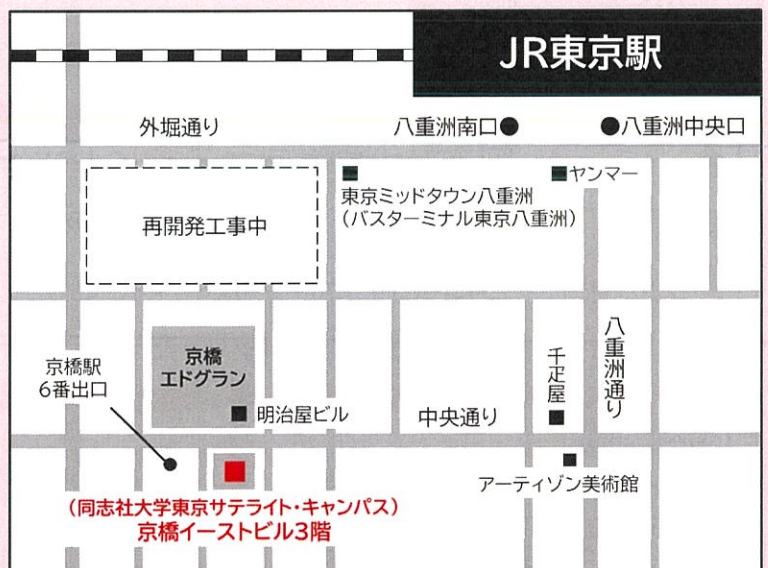 JR東京駅
外堀通り
八重洲南口●
●八重洲中央口
■ヤンマー
東京ミッドタウン八重洲
(バスターミナル東京八重洲)
再開発工事中
八重洲通り
京橋
エドグラン
千疋屋
京橋駅
6番出口
明治屋ビル
中央通り
アーティゾン美術館
(同志社大学東京サテライト・キャンパス)
京橋イーストビル3階